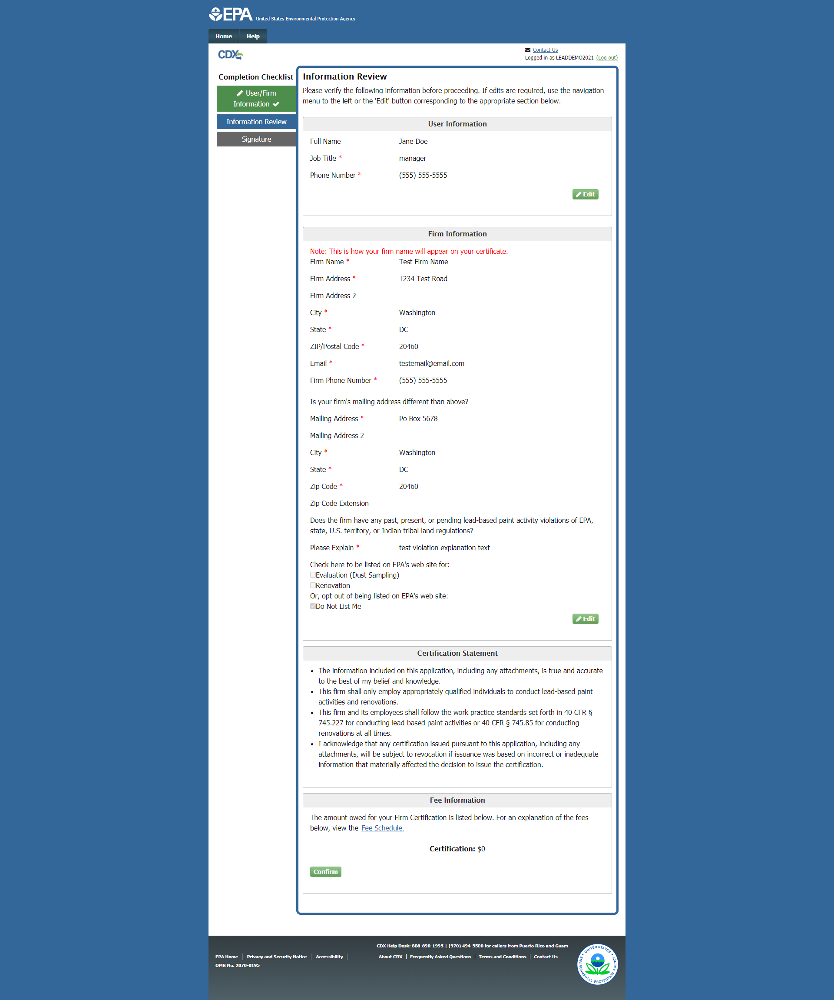 EPA United States Environmental Protection Agency
Home Help
CDX
Contact Us
Logged in as LEADDEMO2021 (Log out)
Completion Checklist
User/Firm
Information
Information Review
Signature
Information Review
Please verify the following information before proceeding. If edits are required, use the navigation
menu to the left or the 'Edit' button corresponding to the appropriate section below.
User Information
Full Name Jane Doe
Job Title * manager
Phone Number * (555) 555-5555
Edit
Firm Information
Note: This is how your firm name will appear on your certificate.
Firm Name * Test Firm Name
Firm Address * 1234 Test Road
Firm Address 2
City * Washington
State * DC
ZIP/Postal Code * 20460
Email * testemail@email.com
Firm Phone Number * (555) 555-5555
Is your firm's mailing address different than above?
Mailing Address * Po Box 5678
Mailing Address 2
City * Washington
State * DC
Zip Code * 20460
Zip Code Extension
Does the firm have any past, present, or pending lead-based paint activity violations of EPA,
state, U.S. territory, or Indian tribal land regulations?
Please Explain * test violation explanation text
Check here to be listed on EPA's web site for:
Evaluation (Dust Sampling)
Renovation
Or, opt-out of being listed on EPA's web site:
Do Not List Me
Edit
Certification Statement
• The information included on this application, including any attachments, is true and accurate
to the best of my belief and knowledge.
• This firm shall only employ appropriately qualified individuals to conduct lead-based paint
activities and renovations.
• This firm and its employees shall follow the work practice standards set forth in 40 CFR §
745.227 for conducting lead-based paint activities or 40 CFR § 745.85 for conducting
renovations at all times.
• I acknowledge that any certification issued pursuant to this application, including any
attachments, will be subject to revocation if issuance was based on incorrect or inadequate
information that materially affected the decision to issue the certification.
Fee Information
The amount owed for your Firm Certification is listed below. For an explanation of the fees
below, view the Fee Schedule.
Certification: $0
Confirm
CDX Help Desk: 888-890-1995 | (970) 494-5500 for callers from Puerto Rico and Guam
EPA Home Privacy and Security Notice Accessibility About CDX Frequently Asked Questions Terms and Conditions Contact Us
OMB No. 2070-0195
UNITED STATES ENVIRONMENTAL PROTECTION AGENCY